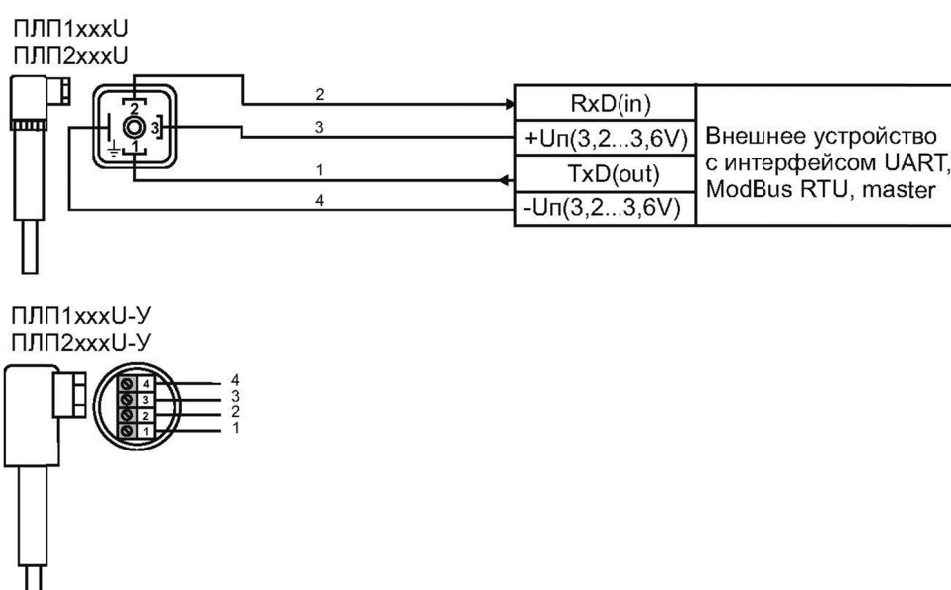 ПЛП1xxxU
ПЛП2xxxU
2
3
1
2
3
1
4
RxD(in)
+Uп(3,2...3,6V)
TxD(out)
-Uп(3,2...3,6V)
Внешнее устройство
с интерфейсом UART,
ModBus RTU, master
ПЛП1xxxU-У
ПЛП2xxxU-У
4
3
2
1
4
3
2
1